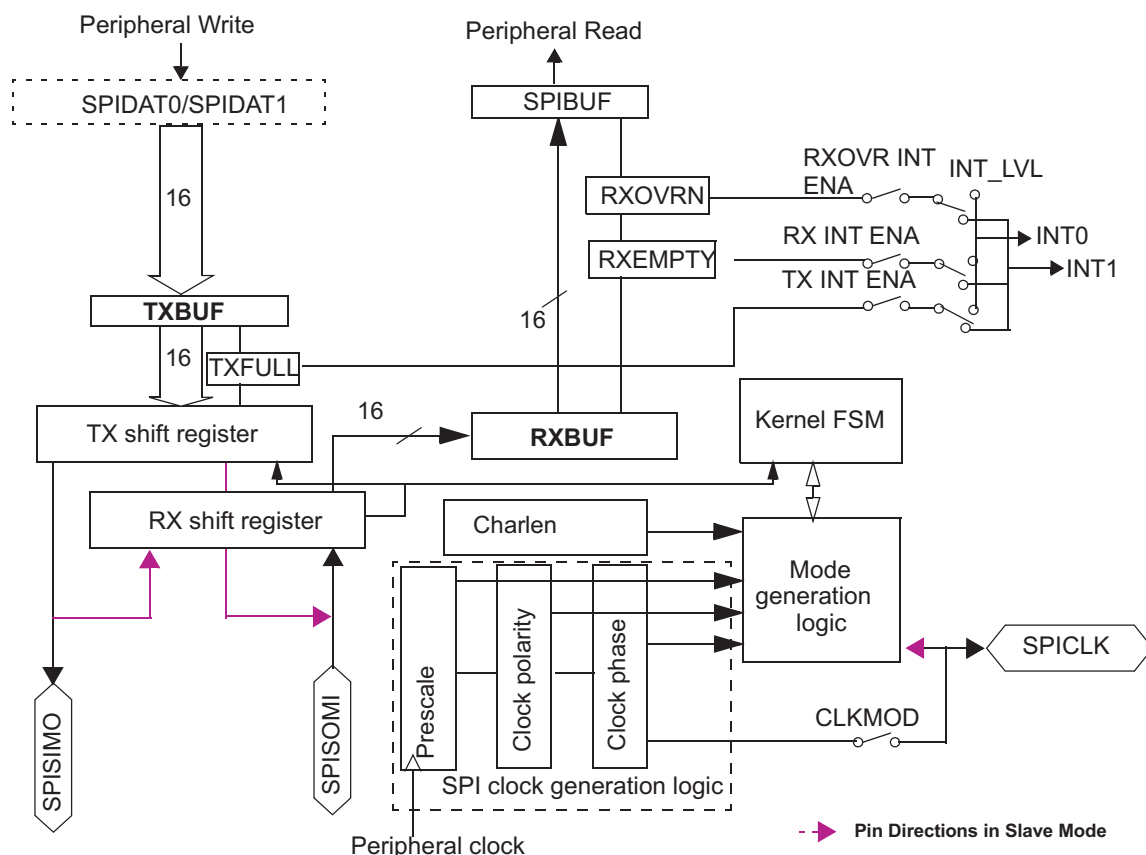 Peripheral Write
Peripheral Read
SPIDAT0/SPIDAT1
SPIBUF
16
RXOVRN
RXEMPTY
RXOVR INT
ENA
INT_LVL
RX INT ENA
INT0
TX INT ENA
INT1
TXBUF
16
TXFULL
16
TX shift register
16
RXBUF
Kernel FSM
RX shift register
Charlen
Mode
generation
logic
Prescale
Clock polarity
Clock phase
SPICLK
CLKMOD
SPISIMO
SPISOMI
SPI clock generation logic
Peripheral clock
Pin Directions in Slave Mode